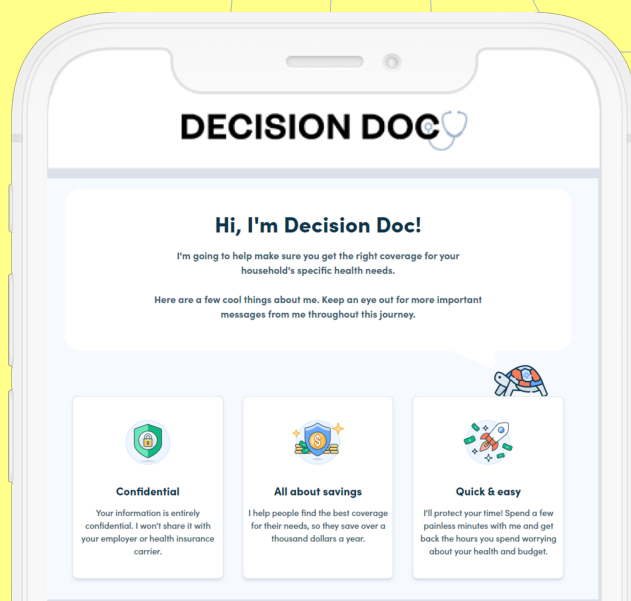 DECISION DOC
Hi, I'm Decision Doc!
I'm going to help make sure you get the right coverage for your
household's specific health needs.
Here are a few cool things about me. Keep an eye out for more important
messages from me throughout this journey.
Confidential
Your information is entirely
confidential. I won't share it with
your employer or health insurance
carrier.
All about savings
I help people find the best coverage
for their needs, so they save over a
thousand dollars a year.
Quick & easy
I'll protect your time! Spend a few
painless minutes with me and get
back the hours you spend worrying
about your health and budget.